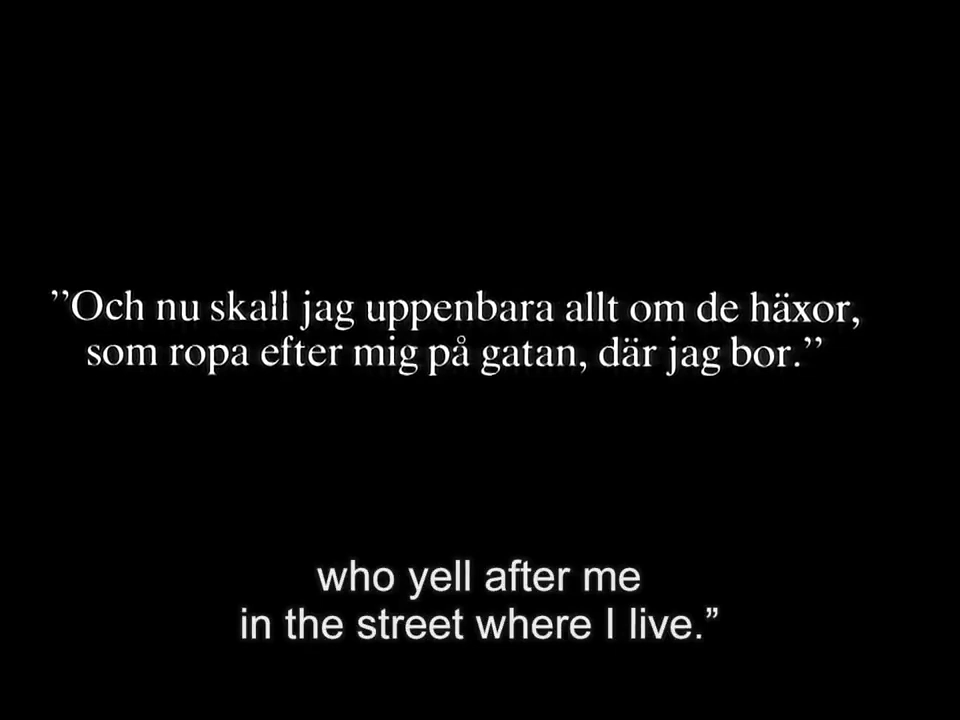 ”Och nu skall jag uppenbara allt om de häxor,
som ropa efter mig på gatan, där jag bor.”
who yell after me
in the street where I live.”